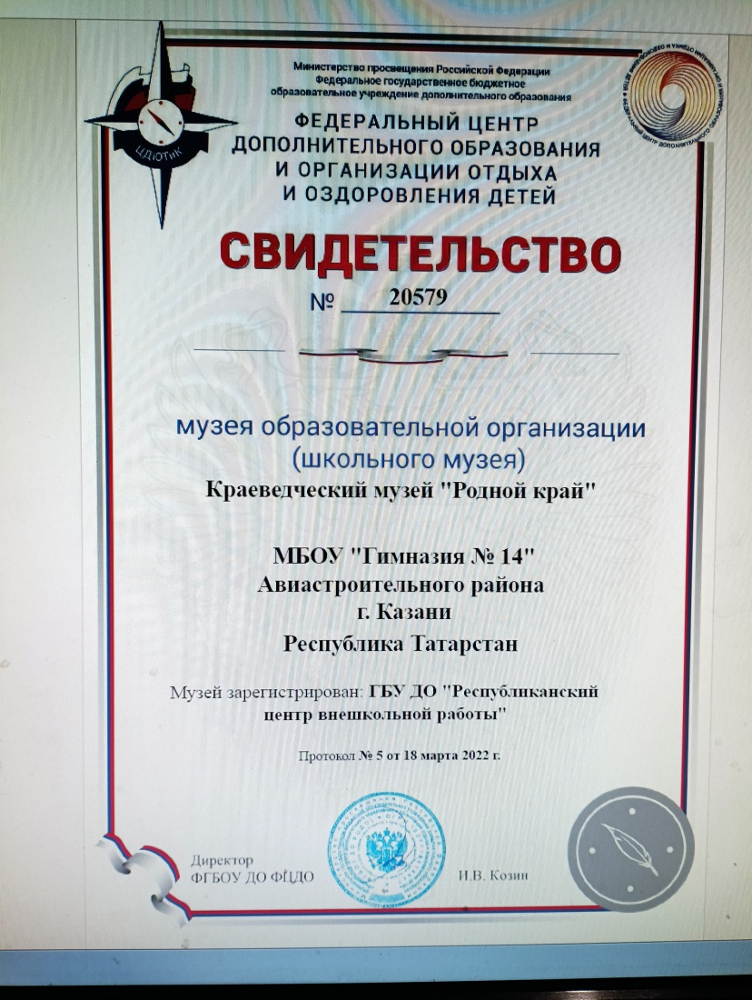 Министерство просвещения Российской Федерации
Федеральное государственное бюджетное
образовательное учреждение дополнительного образования
ФЕДЕРАЛЬНЫЙ ЦЕНТР
ДОПОЛНИТЕЛЬНОГО ОБРАЗОВАНИЯ
И ОРГАНИЗАЦИИ ОТДЫХА
И ОЗДОРОВЛЕНИЯ ДЕТЕЙ
ЦДЮТиК
СВИДЕТЕЛЬСТВО
№ 20579
музея образовательной организации
(школьного музея)
Краеведческий музей "Родной край"
МБОУ "Гимназия № 14"
Авиастроительного района
г. Казани
Республика Татарстан
Музей зарегистрирован: ГБУ ДО "Республиканский
центр внешкольной работы"
Протокол № 5 от 18 марта 2022 г.
Директор
ФГБОУ ДО ФЦДО
И.В. Козин